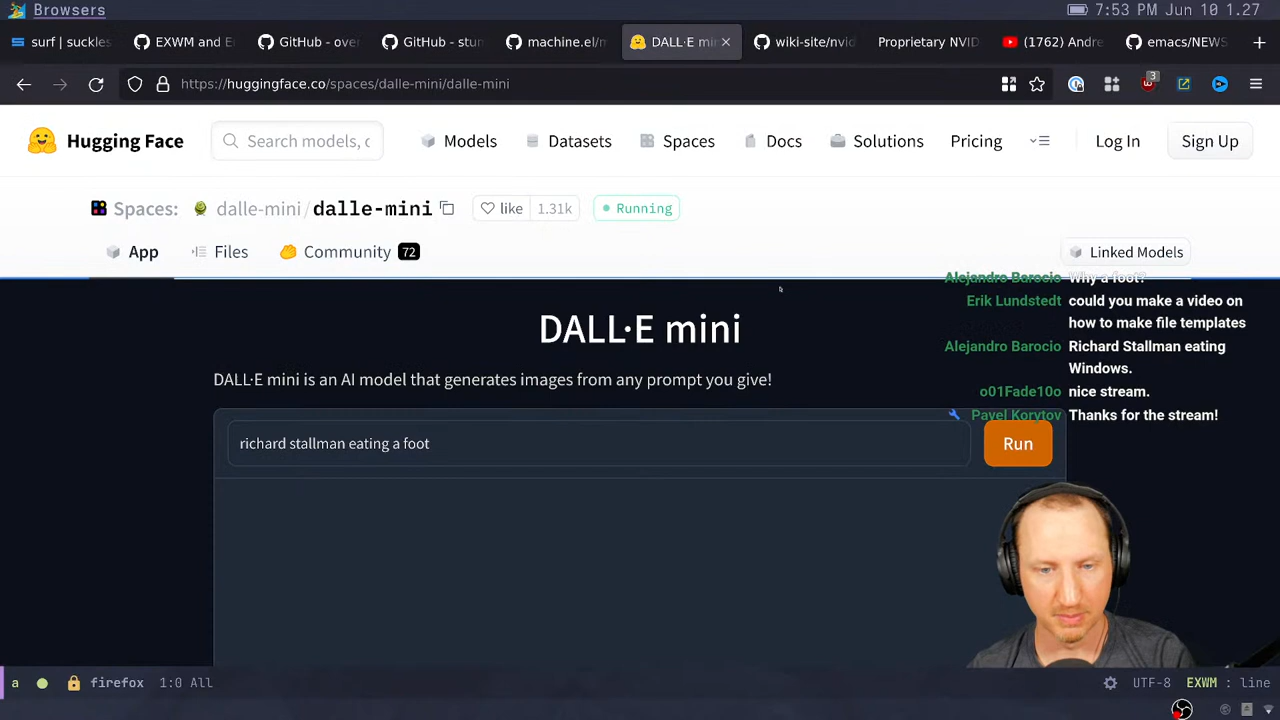 Browsers
7:53 PM Jun 10 1.27
surf | suckles
EXWM and E
GitHub - ove
GitHub - stun
machine.el/m
DALL·E min
wiki-site/nvid
Proprietary NVID
(1762) Andre
emacs/NEWS
https://huggingface.co/spaces/dalle-mini/dalle-mini
3
Hugging Face
Search models, c
Models
Datasets
Spaces
Docs
Solutions
Pricing
Log In
Sign Up
Spaces:
dalle-mini/dalle-mini
like
1.31k
Running
App
Files
Community
72
Linked Models
Alejandro Barocio Why a foot?
Erik Lundstedt could you make a video on
how to make file templates
Alejandro Barocio Richard Stallman eating
Windows.
o01Fade10o nice stream.
Pavel Korytov Thanks for the stream!
DALL·E mini
DALL·E mini is an AI model that generates images from any prompt you give!
richard stallman eating a foot
Run
a
firefox 1:0 All
UTF-8 EXWM : line